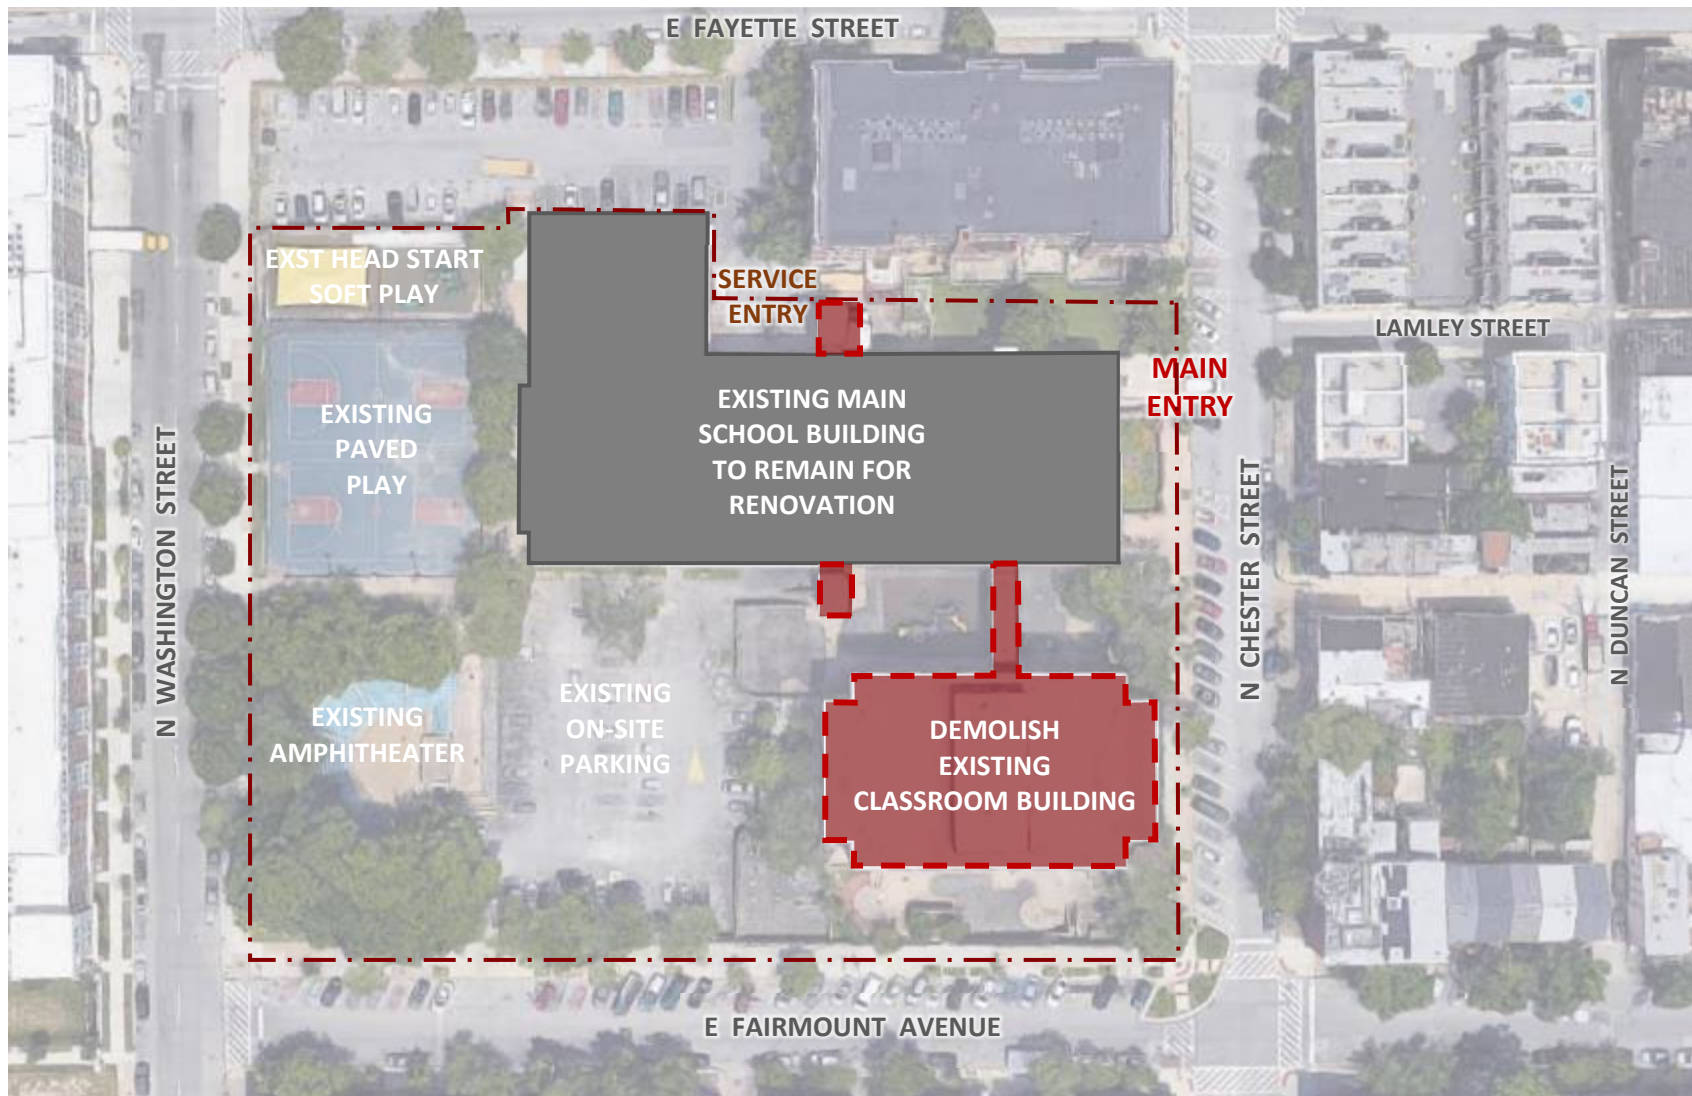 E FAYETTE STREET
EXST HEAD START
SOFT PLAY
SERVICE
ENTRY
LAMLEY STREET
MAIN
ENTRY
EXISTING
PAVED
PLAY
EXISTING MAIN
SCHOOL BUILDING
TO REMAIN FOR
RENOVATION
N WASHINGTON STREET
N CHESTER STREET
N DUNCAN STREET
EXISTING
AMPHITHEATER
EXISTING
ON-SITE
PARKING
DEMOLISH
EXISTING
CLASSROOM BUILDING
E FAIRMOUNT AVENUE